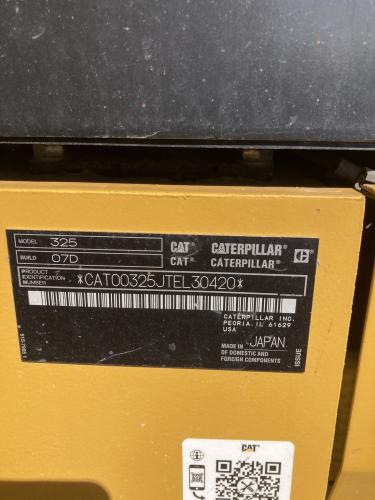 MODEL 325
BUILD 07D
CAT CATERPILLAR
CAT CATERPILLAR C
PRODUCT IDENTIFICATION NUMBER
*CAT00325JTEL30420*
CATERPILLAR INC.
PEORIA, IL 61629
USA
MADE IN JAPAN
OF DOMESTIC AND
FOREIGN COMPONENTS
ISSUE
CAT